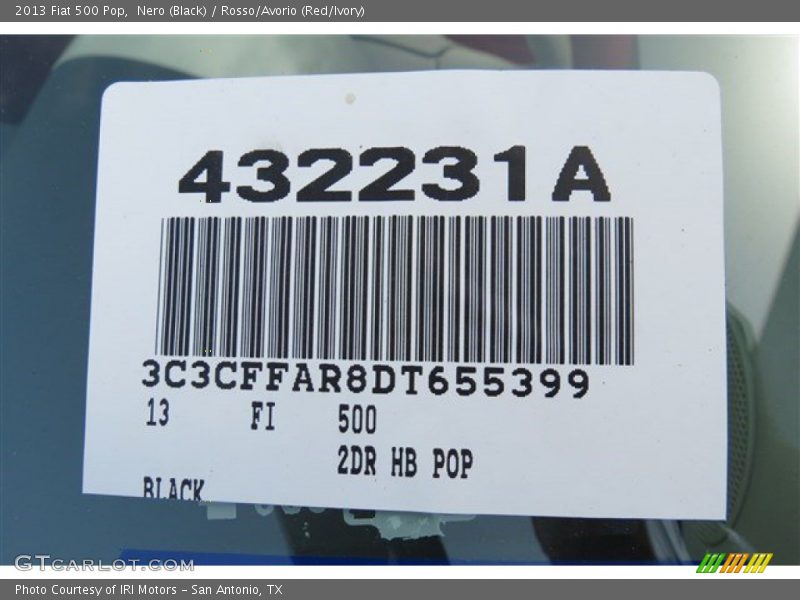 2013 Fiat 500 Pop, Nero (Black) / Rosso/Avorio (Red/Ivory)
432231A
3C3CFFAR8DT655399
13 FI 500
2DR HB POP
BLACK
GTCARLOT.COM
Photo Courtesy of IRI Motors – San Antonio, TX